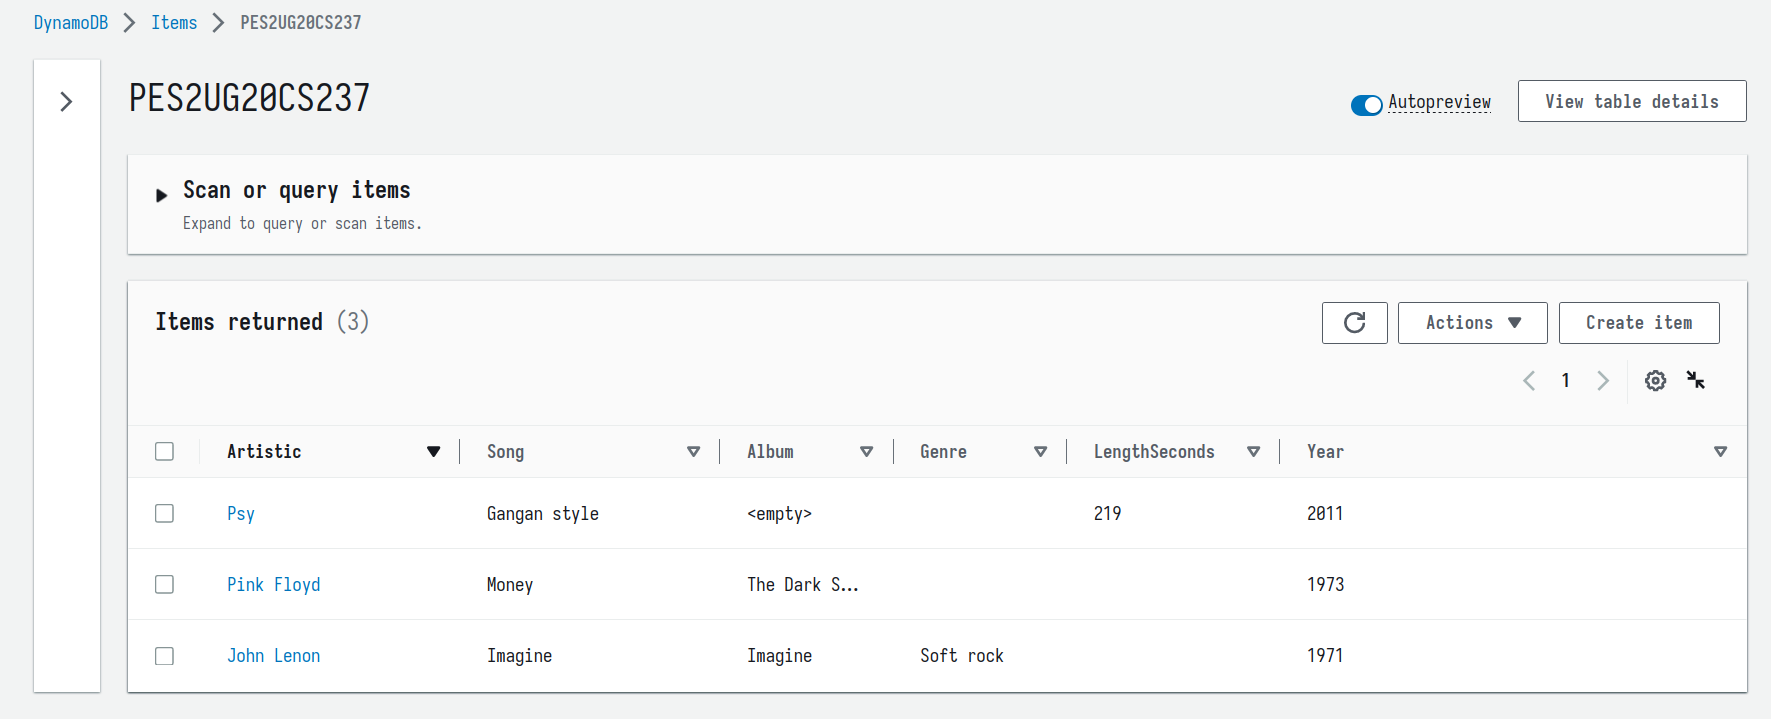 DynamoDB > Items > PES2UG20CS237
PES2UG20CS237
Autopreview
View table details
Scan or query items
Expand to query or scan items.
Items returned (3)
Actions
Create item
1
Artistic Song Album Genre LengthSeconds Year
Psy Gangan style <empty> 219 2011
Pink Floyd Money The Dark S... 1973
John Lenon Imagine Imagine Soft rock 1971